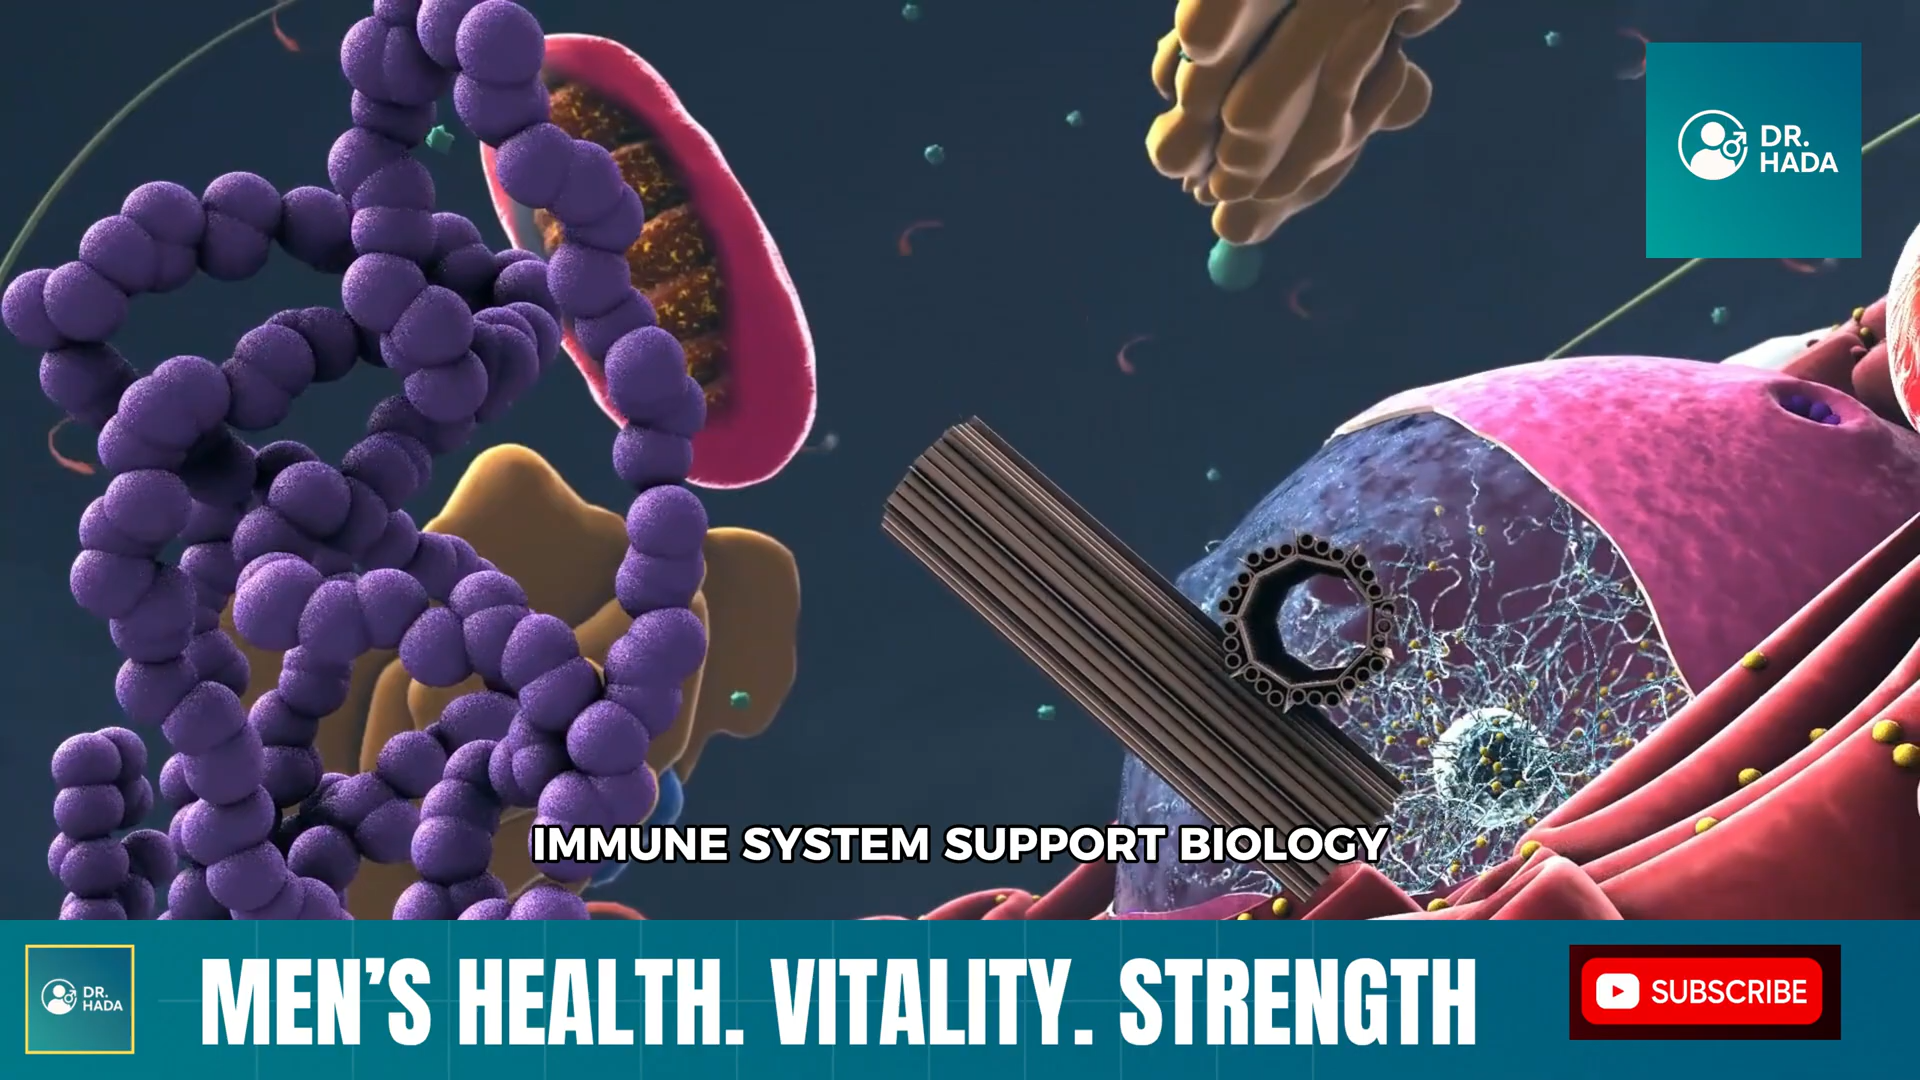 DR.
HADA
IMMUNE SYSTEM SUPPORT BIOLOGY
DR.
HADA
MEN'S HEALTH. VITALITY. STRENGTH
SUBSCRIBE